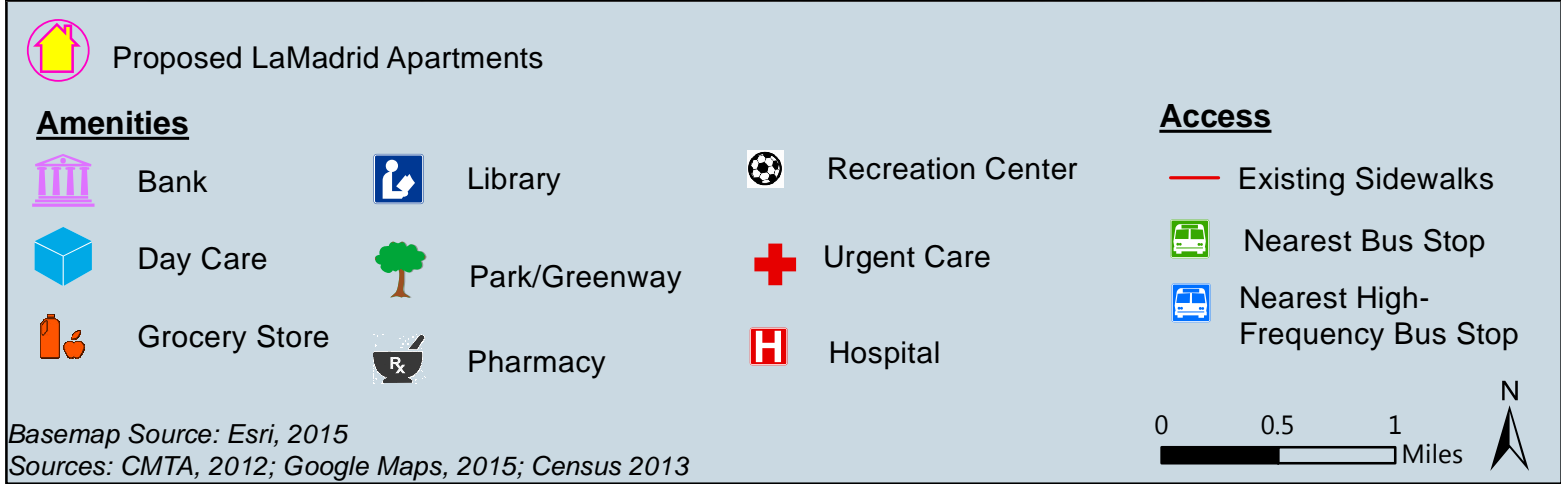 Proposed LaMadrid Apartments
Amenities
Bank
Day Care
Grocery Store
Library
Park/Greenway
Rx
Pharmacy
Recreation Center
Urgent Care
H
Hospital
Access
Existing Sidewalks
Nearest Bus Stop
Nearest High-
Frequency Bus Stop
Basemap Source: Esri, 2015
Sources: CMTA, 2012; Google Maps, 2015; Census 2013
0 0.5 1
Miles
N